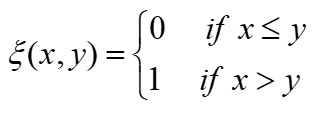 ξ(x, y) = {0 if x ≤ y
1 if x > y